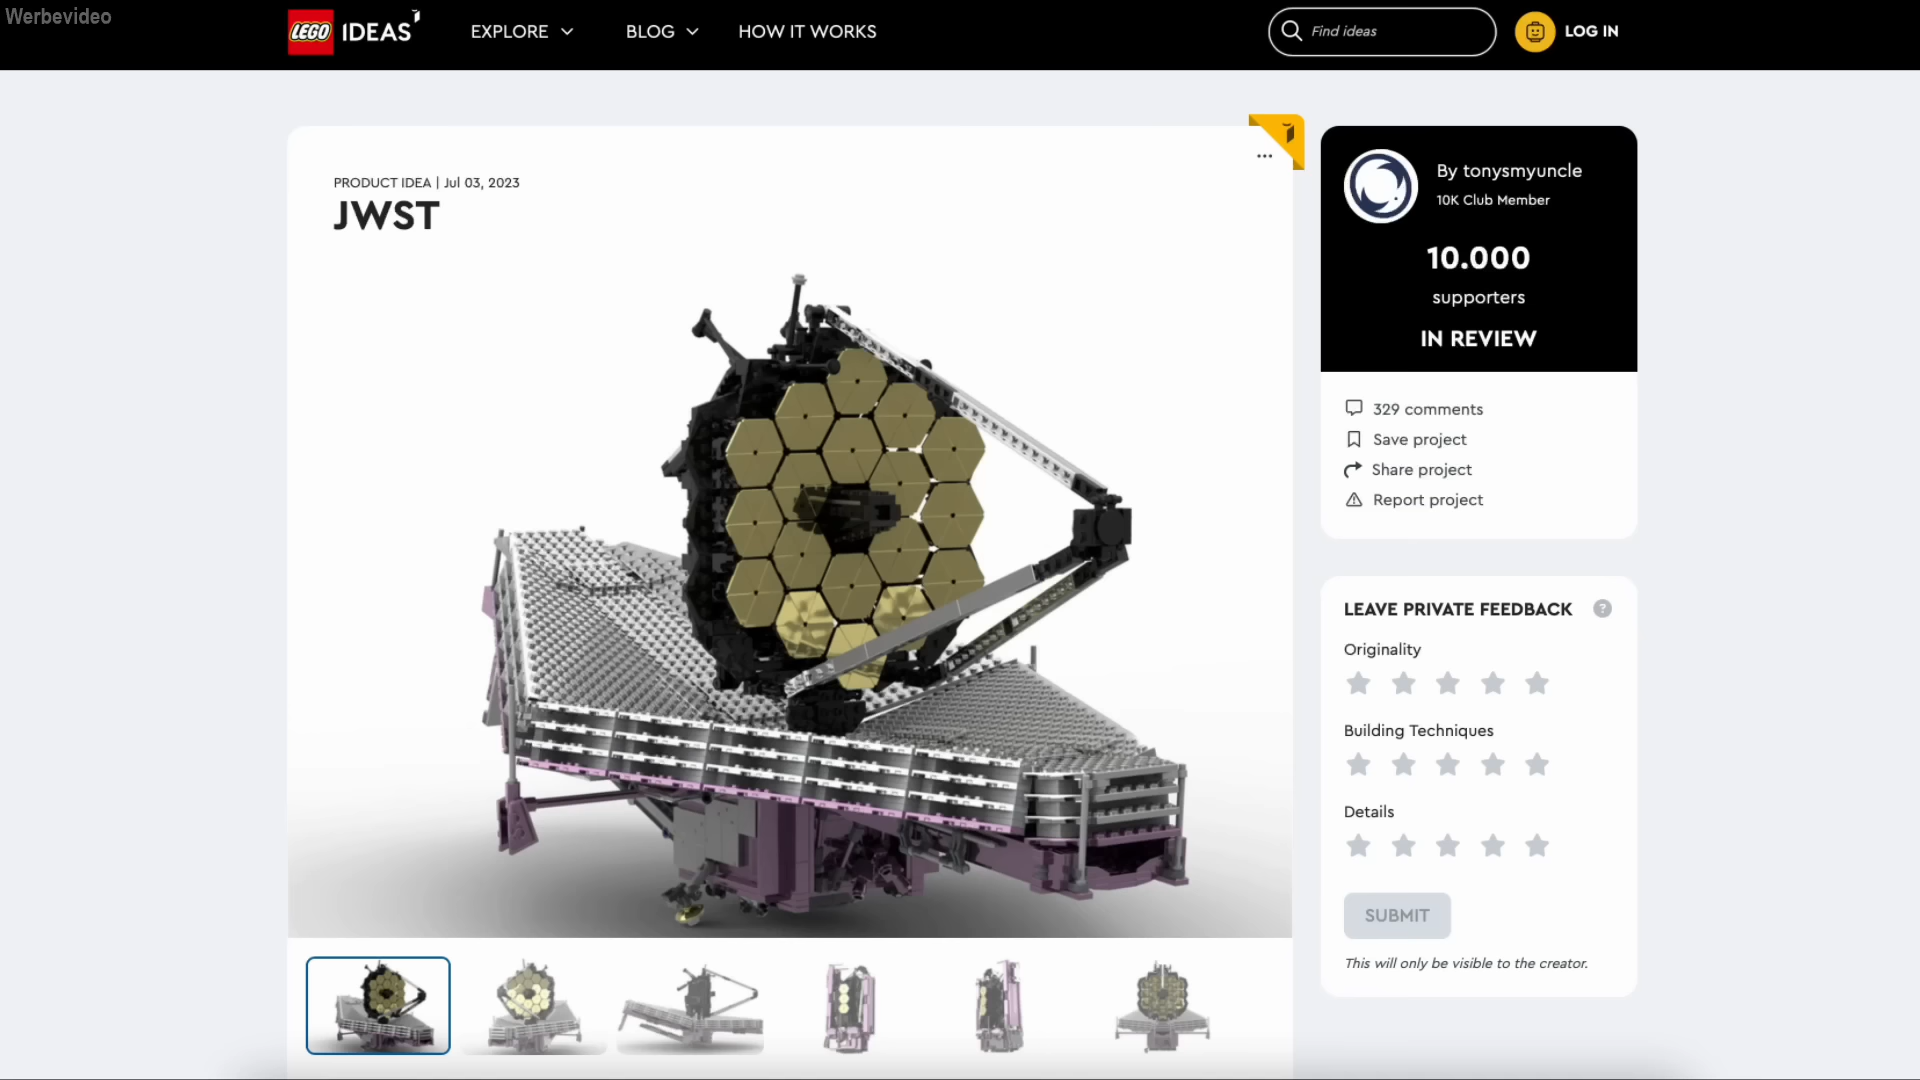 Werbevideo
LEGO IDEAS
EXPLORE
BLOG
HOW IT WORKS
Find ideas
LOG IN
PRODUCT IDEA | Jul 03, 2023
JWST
By tonysmyuncle
10K Club Member
10.000
supporters
IN REVIEW
329 comments
Save project
Share project
Report project
LEAVE PRIVATE FEEDBACK ?
Originality
Building Techniques
Details
SUBMIT
This will only be visible to the creator.